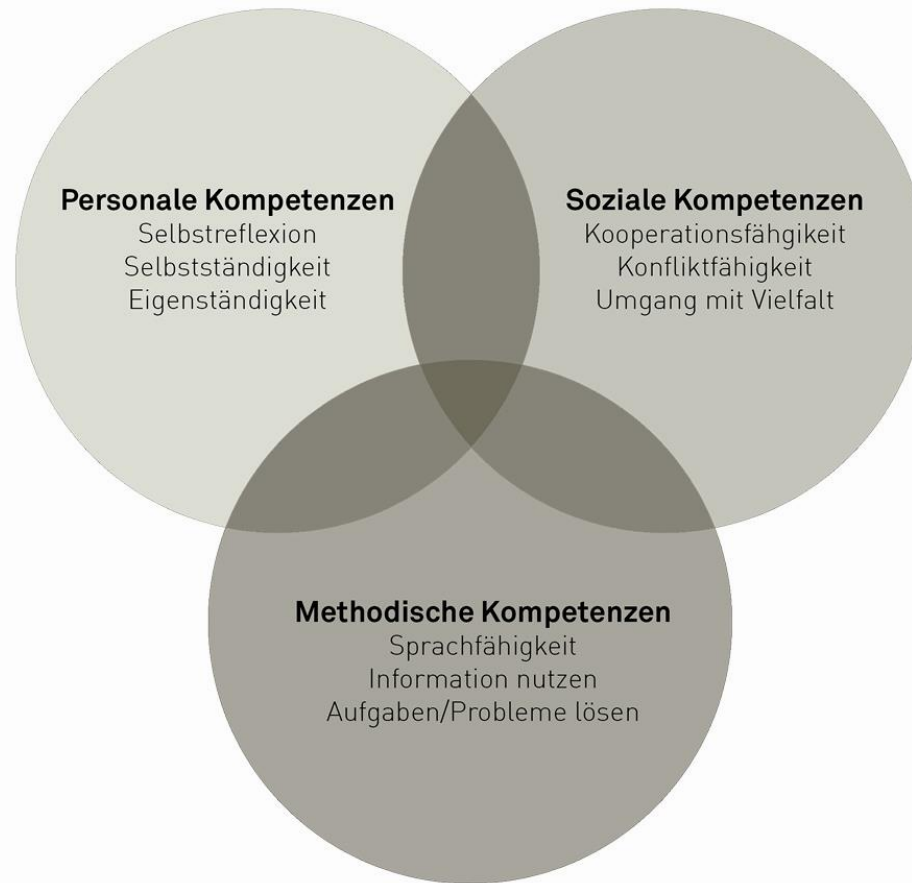 Personale Kompetenzen
Selbstreflexion
Selbstständigkeit
Eigenständigkeit
Soziale Kompetenzen
Kooperationsfähgikeit
Konfliktfähigkeit
Umgang mit Vielfalt
Methodische Kompetenzen
Sprachfähigkeit
Information nutzen
Aufgaben/Probleme lösen